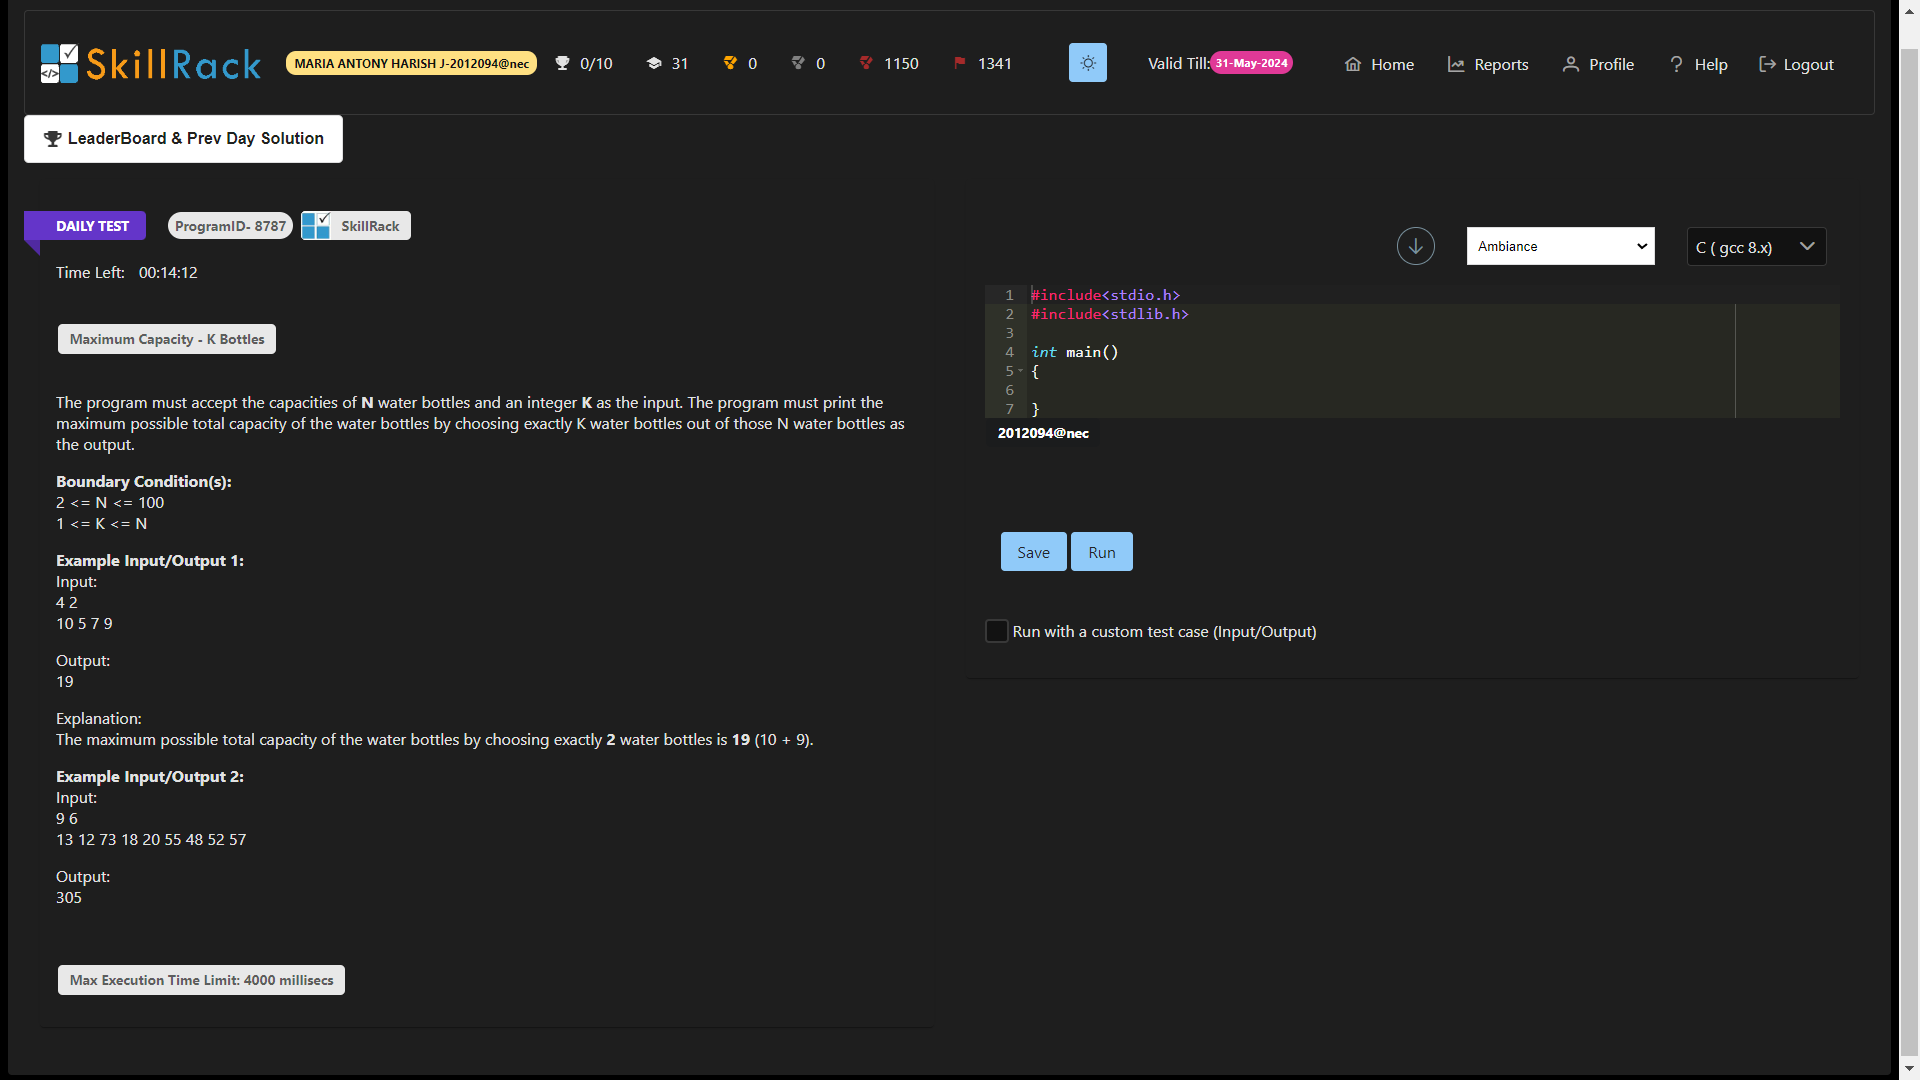 SkillRack
MARIA ANTONY HARISH J-2012094@nec
0/10
31
0
0
1150
1341
Valid Till: 31-May-2024
Home
Reports
Profile
? Help
Logout
LeaderBoard & Prev Day Solution
DAILY TEST
ProgramID- 8787
SkillRack
Time Left: 00:14:12
Maximum Capacity - K Bottles
The program must accept the capacities of N water bottles and an integer K as the input. The program must print the
maximum possible total capacity of the water bottles by choosing exactly K water bottles out of those N water bottles as
the output.
Boundary Condition(s):
2 <= N <= 100
1 <= K <= N
Example Input/Output 1:
Input:
4 2
10 5 7 9
Output:
19
Explanation:
The maximum possible total capacity of the water bottles by choosing exactly 2 water bottles is 19 (10 + 9).
Example Input/Output 2:
Input:
9 6
13 12 73 18 20 55 48 52 57
Output:
305
Max Execution Time Limit: 4000 millisecs
Ambiance
C ( gcc 8.x)
1 #include<stdio.h>
2 #include<stdlib.h>
3
4 int main()
5 {
6
7 }
2012094@nec
Save
Run
Run with a custom test case (Input/Output)